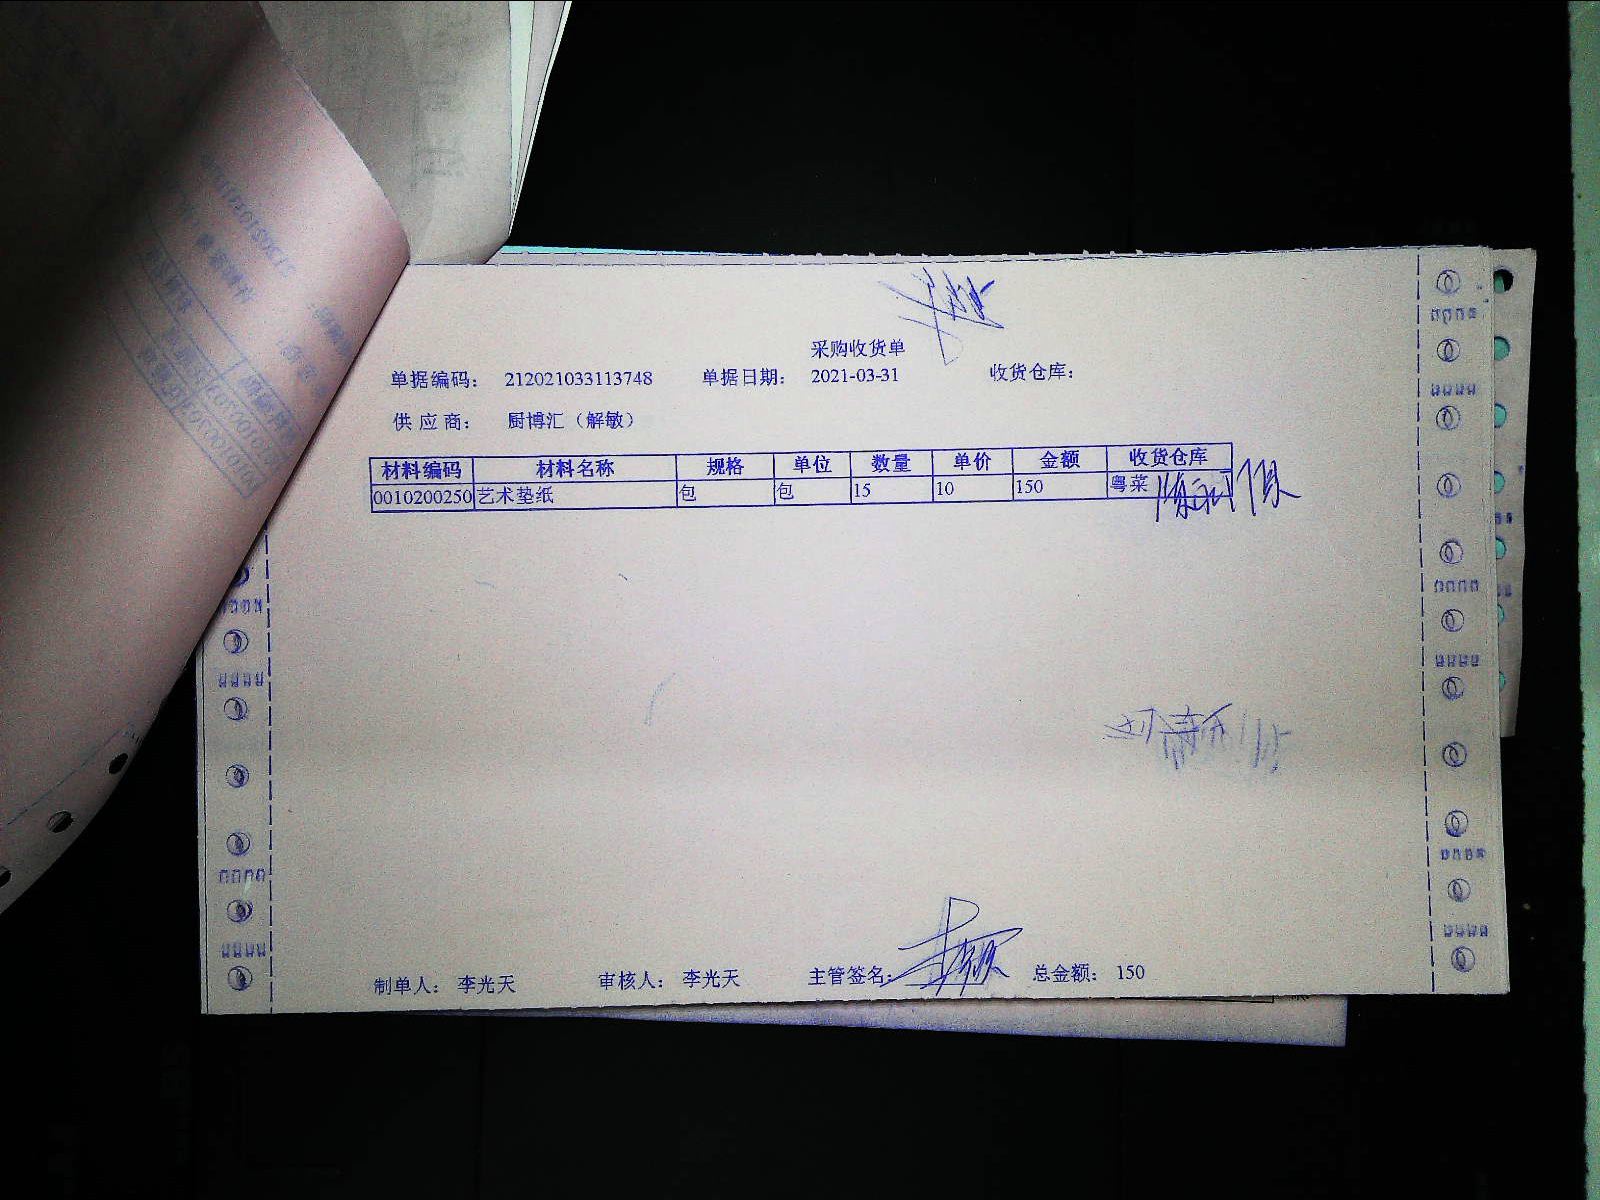 采购收货单
单据编码： 212021033113748 单据日期： 2021-03-31 收货仓库：
供 应 商： 厨博汇（解敏）
材料编码 材料名称 规格 单位 数量 单价 金额 收货仓库
0010200250 艺术垫纸 包 包 15 10 150 粤菜
制单人： 李光天 审核人： 李光天 主管签名： 总金额： 150